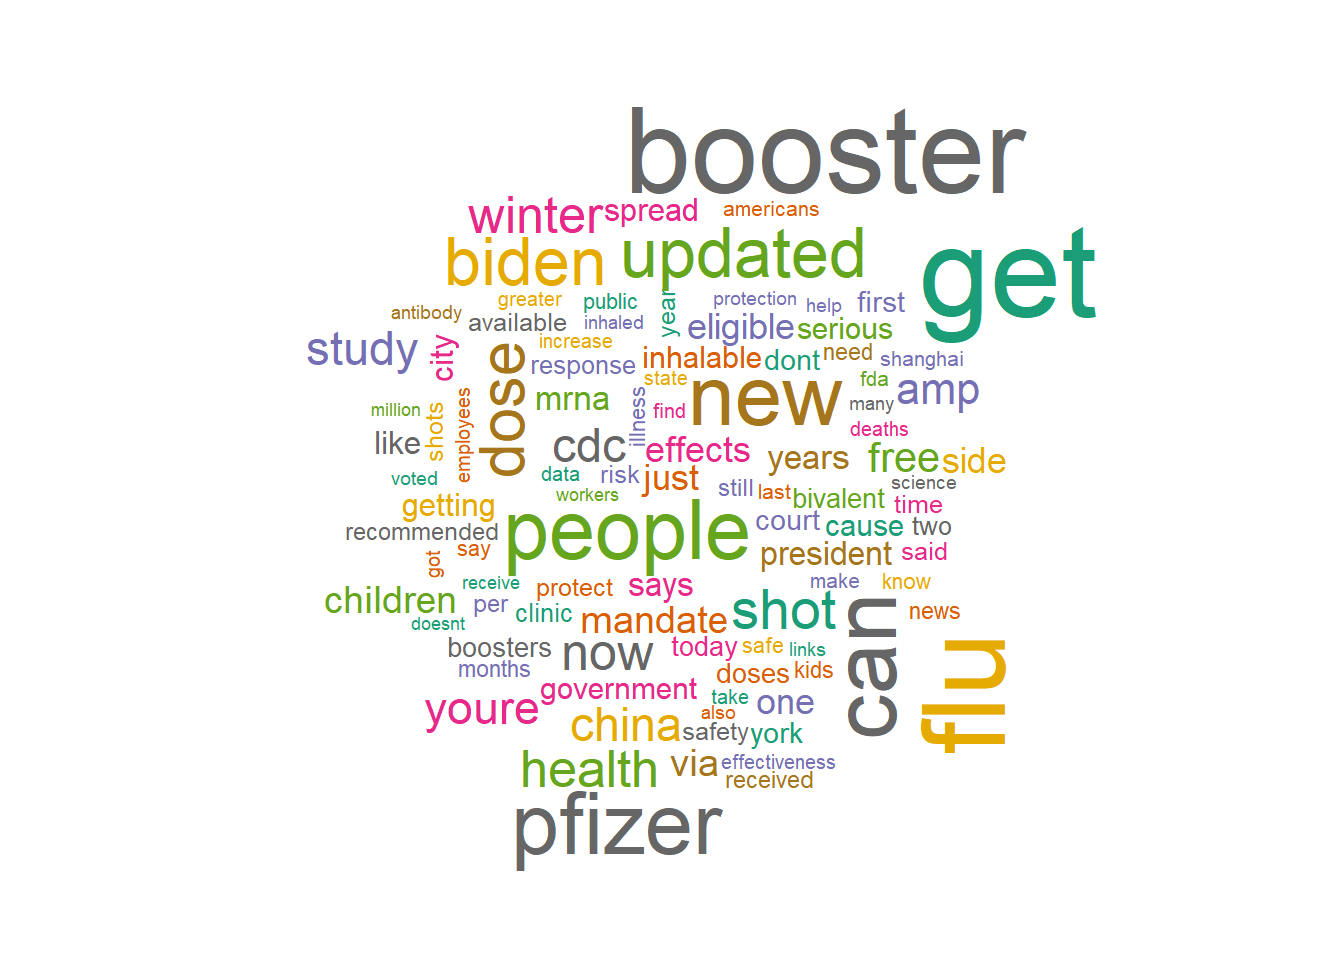 booster
winter spread americans
biden updated get
greater public year protection help first
antibody available inhaled eligible serious
study city increase
dose response inhalable dont need shanghai
state new fda amp
million shots employees mrna illness find many
like cdc effects deaths
years free side
voted data risk just still last science
getting workers bivalent time
recommended people court cause two
got say president said
receive protect says make know
children per clinic shot can news
doesnt mandate
boosters now today safe links flu
months doses kids
government take one
youre also
china safety york
health via effectiveness
received
pfizer